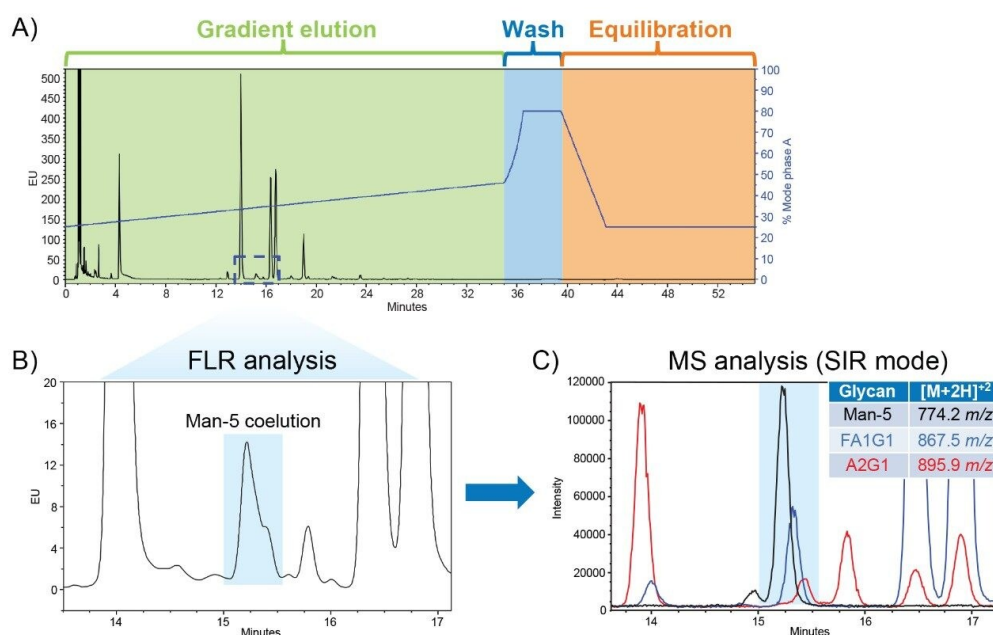 A)
Gradient elution Wash Equilibration
500
450
400
350
300
250
200
150
100
50
0
EU
100
90
80
70
60
50
40
30
20
10
0
% Mode phase A
0 4 8 12 16 20 24 28 32 36 40 44 48 52
Minutes
B)
FLR analysis
20
16
12
8
4
0
EU
Man-5 coelution
14 15 16 17
Minutes
C)
MS analysis (SIR mode)
120000
100000
80000
60000
40000
20000
0
Intensity
Glycan [M+2H]+2
Man-5 774.2 m/z
FA1G1 867.5 m/z
A2G1 895.9 m/z
14 15 16 17
Minutes